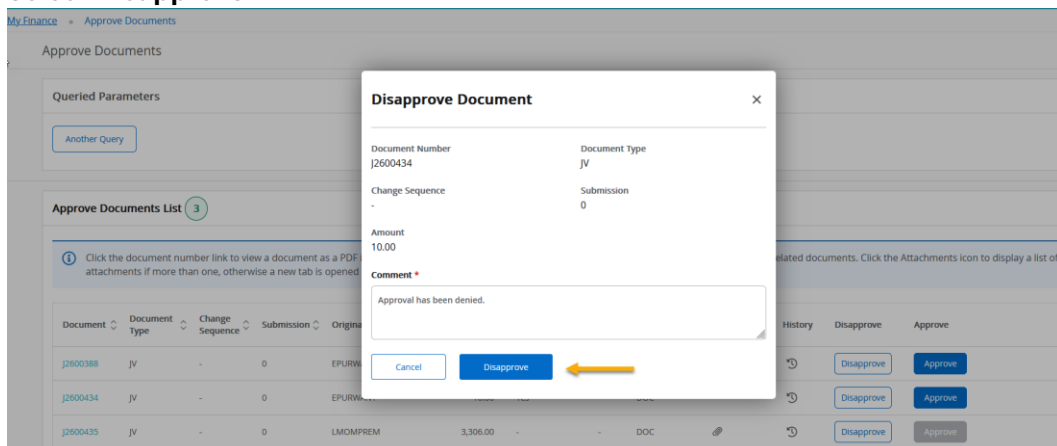 My Finance • Approve Documents
Approve Documents
Queried Parameters
Another Query
Approve Documents List 3
Click the document number link to view a document as a PDF elated documents. Click the Attachments icon to display a list of
attachments if more than one, otherwise a new tab is opened
Document Document Type Change Sequence Submission Origina History Disapprove Approve
J2600388 JV - 0 EPURW Disapprove Approve
J2600434 JV - 0 Disapprove Approve
J2600435 JV - 0 LMOMPREM 3,306.00 - - DOC Disapprove Approve
Disapprove Document ×
Document Number Document Type
J2600434 JV
Change Sequence Submission
- 0
Amount
10.00
Comment *
Approval has been denied.
Cancel Disapprove